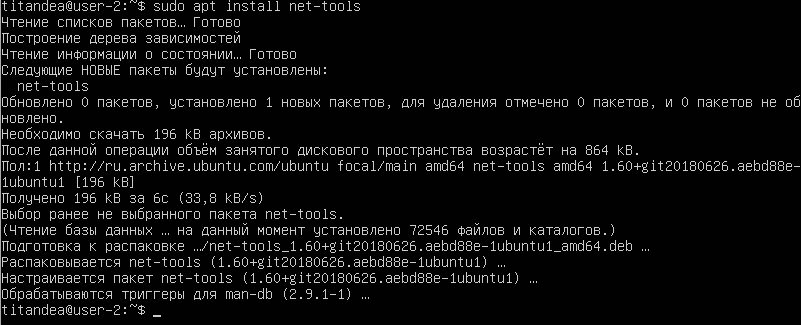 titandea@user-2:~$ sudo apt install net-tools
Чтение списков пакетов… Готово
Построение дерева зависимостей
Чтение информации о состоянии… Готово
Следующие НОВЫЕ пакеты будут установлены:
  net-tools
Обновлено 0 пакетов, установлено 1 новых пакетов, для удаления отмечено 0 пакетов, и 0 пакетов не об
новлено.
Необходимо скачать 196 kB архивов.
После данной операции объём занятого дискового пространства возрастёт на 864 kB.
Пол:1 http://ru.archive.ubuntu.com/ubuntu focal/main amd64 net-tools amd64 1.60+git20180626.aebd88e-
1ubuntu1 [196 kB]
Получено 196 kB за 6с (33,8 kB/s)
Выбор ранее не выбранного пакета net-tools.
(Чтение базы данных … на данный момент установлено 72546 файлов и каталогов.)
Подготовка к распаковке …/net-tools_1.60+git20180626.aebd88e-1ubuntu1_amd64.deb …
Распаковывается net-tools (1.60+git20180626.aebd88e-1ubuntu1) …
Настраивается пакет net-tools (1.60+git20180626.aebd88e-1ubuntu1) …
Обрабатываются триггеры для man-db (2.9.1-1) …
titandea@user-2:~$ _